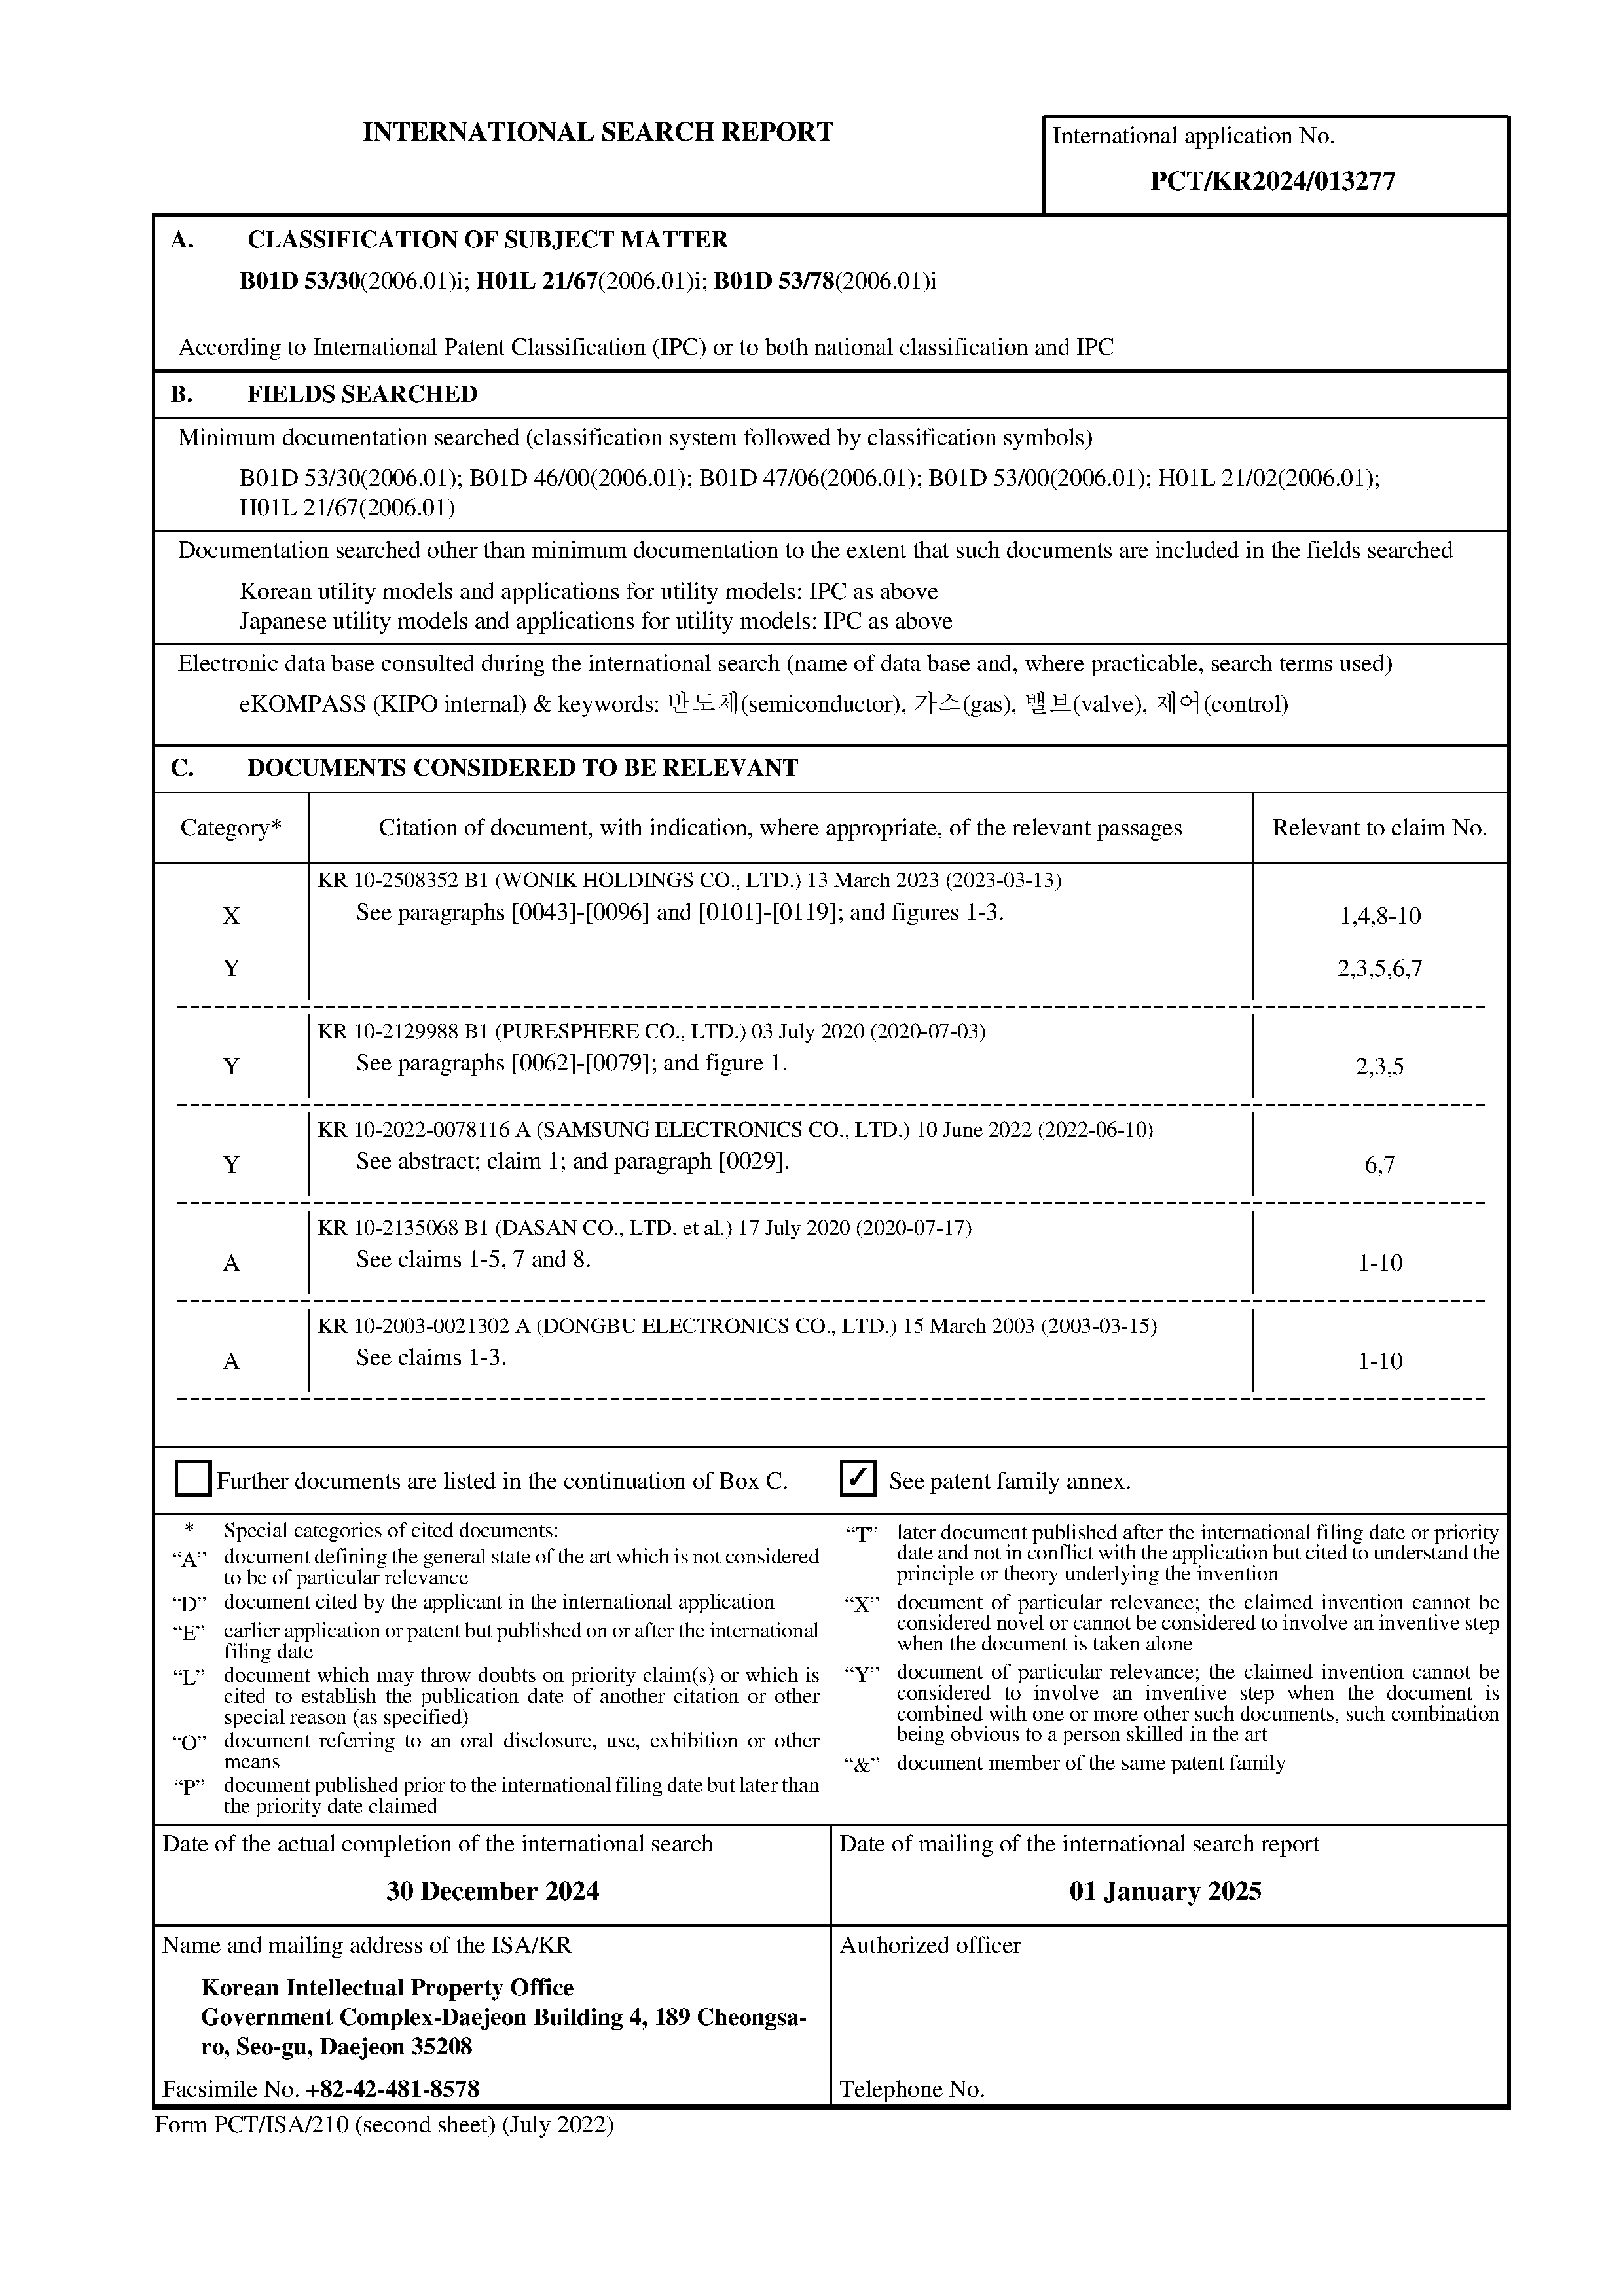 INTERNATIONAL SEARCH REPORT
International application No.
PCT/KR2024/013277
A. CLASSIFICATION OF SUBJECT MATTER
B01D 53/30(2006.01)i; H01L 21/67(2006.01)i; B01D 53/78(2006.01)i
According to International Patent Classification (IPC) or to both national classification and IPC
B. FIELDS SEARCHED
Minimum documentation searched (classification system followed by classification symbols)
B01D 53/30(2006.01); B01D 46/00(2006.01); B01D 47/06(2006.01); B01D 53/00(2006.01); H01L 21/02(2006.01);
H01L 21/67(2006.01)
Documentation searched other than minimum documentation to the extent that such documents are included in the fields searched
Korean utility models and applications for utility models: IPC as above
Japanese utility models and applications for utility models: IPC as above
Electronic data base consulted during the international search (name of data base and, where practicable, search terms used)
eKOMPASS (KIPO internal) & keywords: 반도체(semiconductor), 가스(gas), 밸브(valve), 제어(control)
C. DOCUMENTS CONSIDERED TO BE RELEVANT
Category* Citation of document, with indication, where appropriate, of the relevant passages Relevant to claim No.
KR 10-2508352 B1 (WONIK HOLDINGS CO., LTD.) 13 March 2023 (2023-03-13)
X See paragraphs [0043]-[0096] and [0101]-[0119]; and figures 1-3. 1,4,8-10
Y 2,3,5,6,7
KR 10-2129988 B1 (PURESPHERE CO., LTD.) 03 July 2020 (2020-07-03)
Y See paragraphs [0062]-[0079]; and figure 1. 2,3,5
KR 10-2022-0078116 A (SAMSUNG ELECTRONICS CO., LTD.) 10 June 2022 (2022-06-10)
Y See abstract; claim 1; and paragraph [0029]. 6,7
KR 10-2135068 B1 (DASAN CO., LTD. et al.) 17 July 2020 (2020-07-17)
A See claims 1-5, 7 and 8. 1-10
KR 10-2003-0021302 A (DONGBU ELECTRONICS CO., LTD.) 15 March 2003 (2003-03-15)
A See claims 1-3. 1-10
Further documents are listed in the continuation of Box C. ✓ See patent family annex.
* Special categories of cited documents:
“A” document defining the general state of the art which is not considered
to be of particular relevance
“D” document cited by the applicant in the international application
“E” earlier application or patent but published on or after the international
filing date
“L” document which may throw doubts on priority claim(s) or which is
cited to establish the publication date of another citation or other
special reason (as specified)
“O” document referring to an oral disclosure, use, exhibition or other
means
“P” document published prior to the international filing date but later than
the priority date claimed
“T” later document published after the international filing date or priority
date and not in conflict with the application but cited to understand the
principle or theory underlying the invention
“X” document of particular relevance; the claimed invention cannot be
considered novel or cannot be considered to involve an inventive step
when the document is taken alone
“Y” document of particular relevance; the claimed invention cannot be
considered to involve an inventive step when the document is
combined with one or more other such documents, such combination
being obvious to a person skilled in the art
“&” document member of the same patent family
Date of the actual completion of the international search
30 December 2024
Date of mailing of the international search report
01 January 2025
Name and mailing address of the ISA/KR
Korean Intellectual Property Office
Government Complex-Daejeon Building 4, 189 Cheongsa-
ro, Seo-gu, Daejeon 35208
Facsimile No. +82-42-481-8578
Authorized officer
Telephone No.
Form PCT/ISA/210 (second sheet) (July 2022)